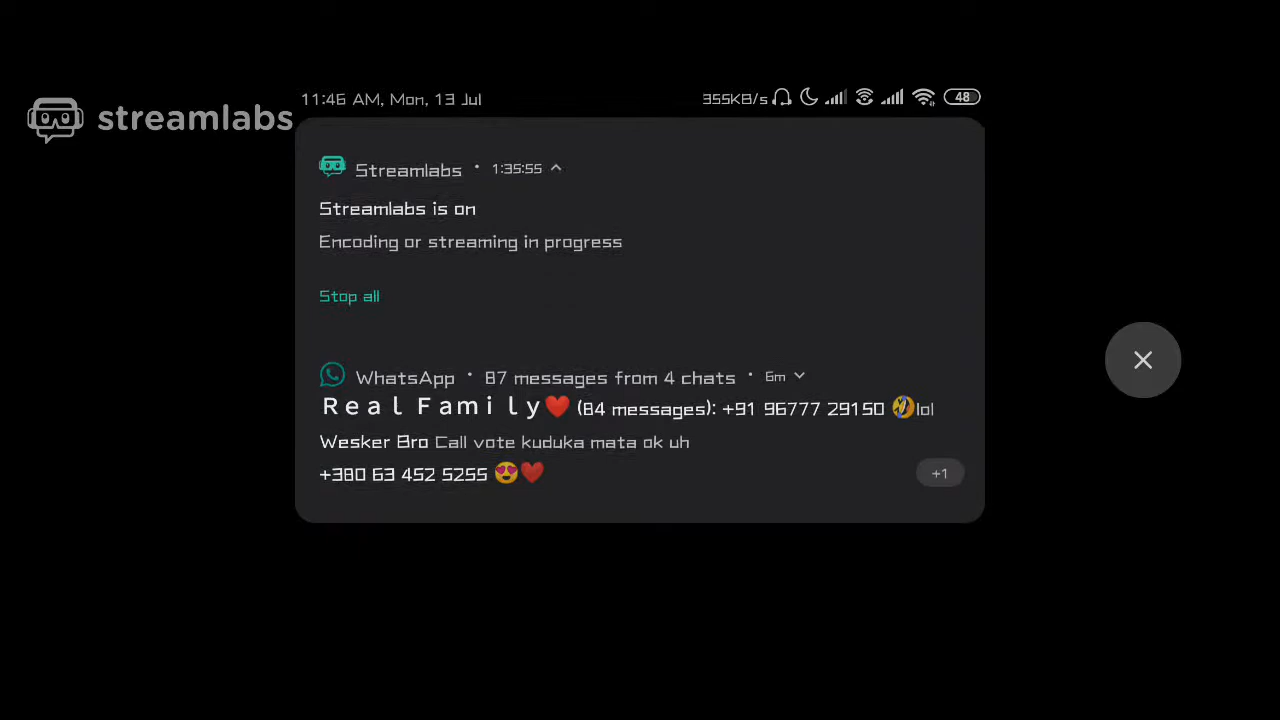 streamlabs
11:46 AM, Mon, 13 Jul 355KB/s 48
Streamlabs • 1:35:55
Streamlabs is on
Encoding or streaming in progress
Stop all
WhatsApp • 87 messages from 4 chats • 6m
Real Family❤️ (84 messages): +91 96777 29150 🤣lol
Wesker Bro Call vote kuduka mata ok uh
+380 63 452 5255 😍❤️
+1